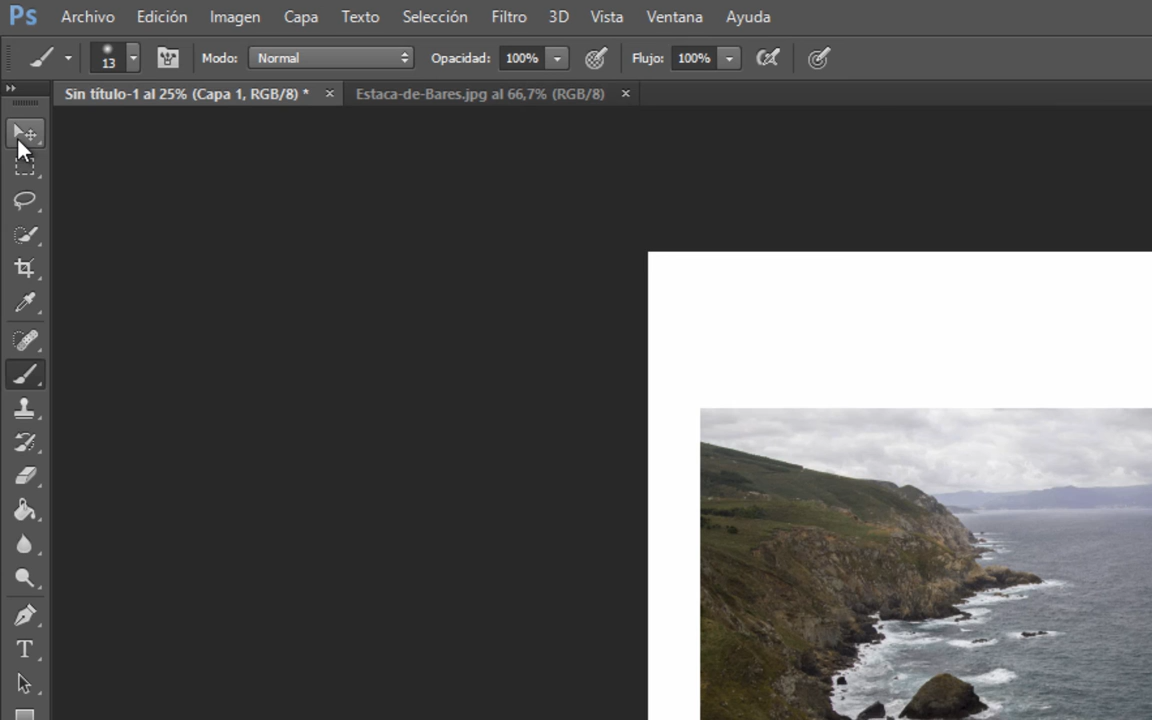 Ps Archivo Edición Imagen Capa Texto Selección Filtro 3D Vista Ventana Ayuda
13 Modo: Normal Opacidad: 100% Flujo: 100%
Sin título-1 al 25% (Capa 1, RGB/8) * × Estaca-de-Bares.jpg al 66,7% (RGB/8) ×
T